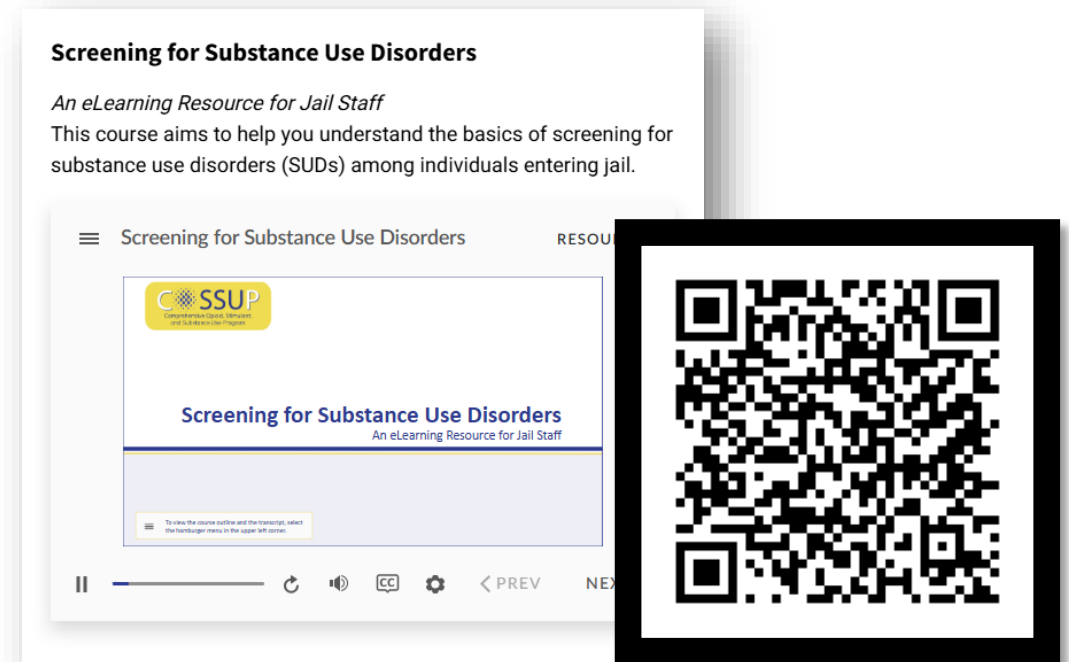 Screening for Substance Use Disorders
An eLearning Resource for Jail Staff
This course aims to help you understand the basics of screening for
substance use disorders (SUDs) among individuals entering jail.
Screening for Substance Use Disorders
RESOU
COSSUP
Comprehensive Opioid, Stimulant,
and Substance Use Program
Screening for Substance Use Disorders
An eLearning Resource for Jail Staff
To view the course outline and the transcript, select
the hamburger menu in the upper left corner.
CC
< PREV
NEX